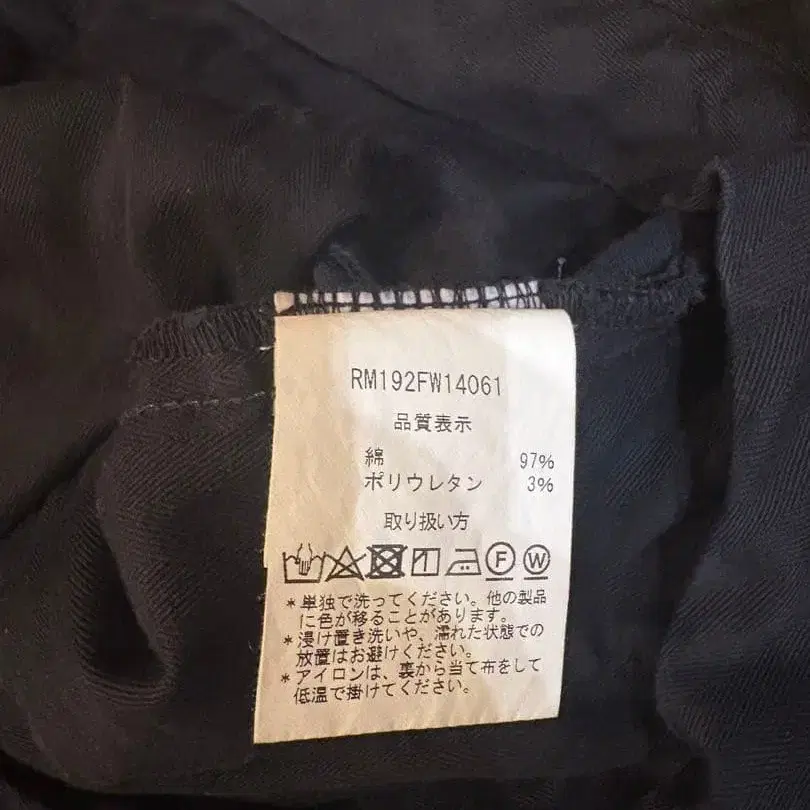 RM192FW14061
品質表示
綿 97%
ポリウレタン 3%
取り扱い方
F W
*単独で洗ってください。他の製品
に色が移ることがあります。
*浸け置き洗いや、濡れた状態での
放置はお避けください。
*アイロンは、裏から当て布をして
低温で掛けてください。